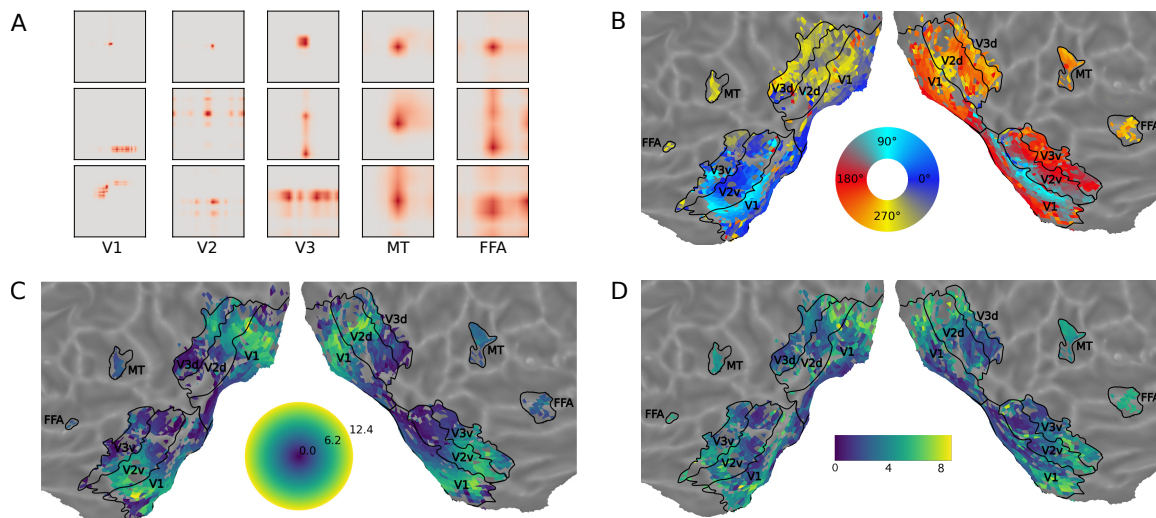 A
V1 V2 V3 MT FFA
B
V3d
V2d
V1
MT
V3d V2d V1
MT
FFA
FFA
90°
180° 0°
270°
V3v
V2v
V1
V3v
V2v
V1
C
V3d
V2d
V1
MT
V1
V3d V2d
MT
FFA
FFA
12.4
6.2
0.0
V3v
V2v
V1
V3v
V2v
V1
D
V3d
V2d
V1
MT
V1
V3d V2d
MT
FFA
FFA
0 4 8
V3v
V2v
V1
V3v
V2v
V1